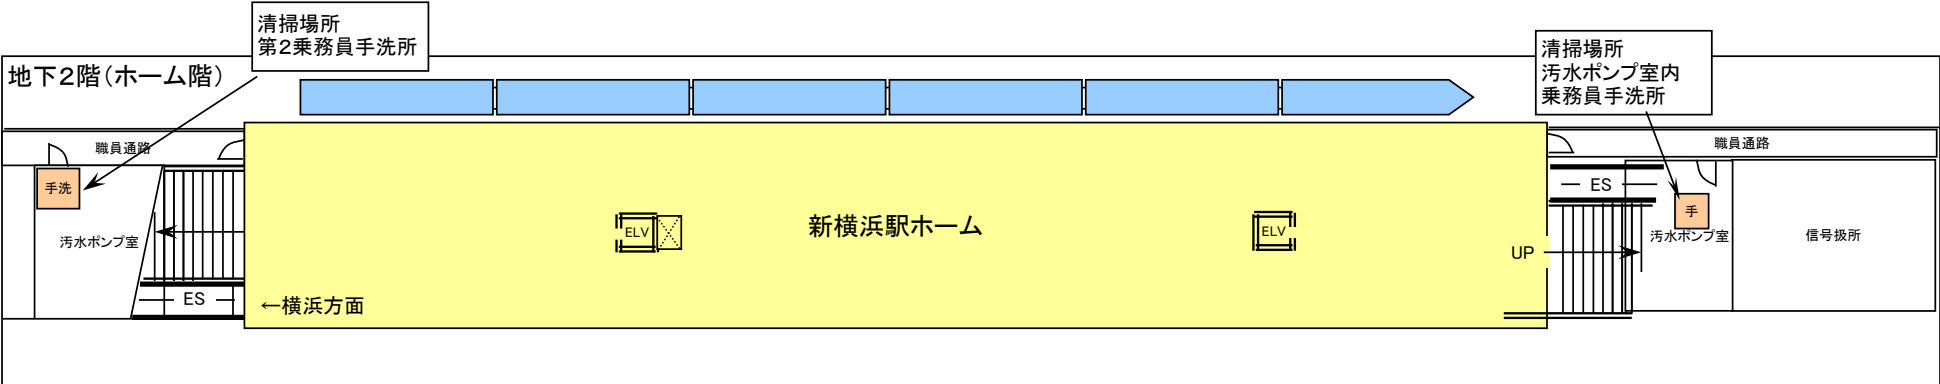 清掃場所
第2乗務員手洗所
地下2階(ホーム階)
清掃場所
汚水ポンプ室内
乗務員手洗所
職員通路
職員通路
手洗
ES
手
ELV
新横浜駅ホーム
ELV
汚水ポンプ室
汚水ポンプ室
信号扱所
UP
ES
←横浜方面